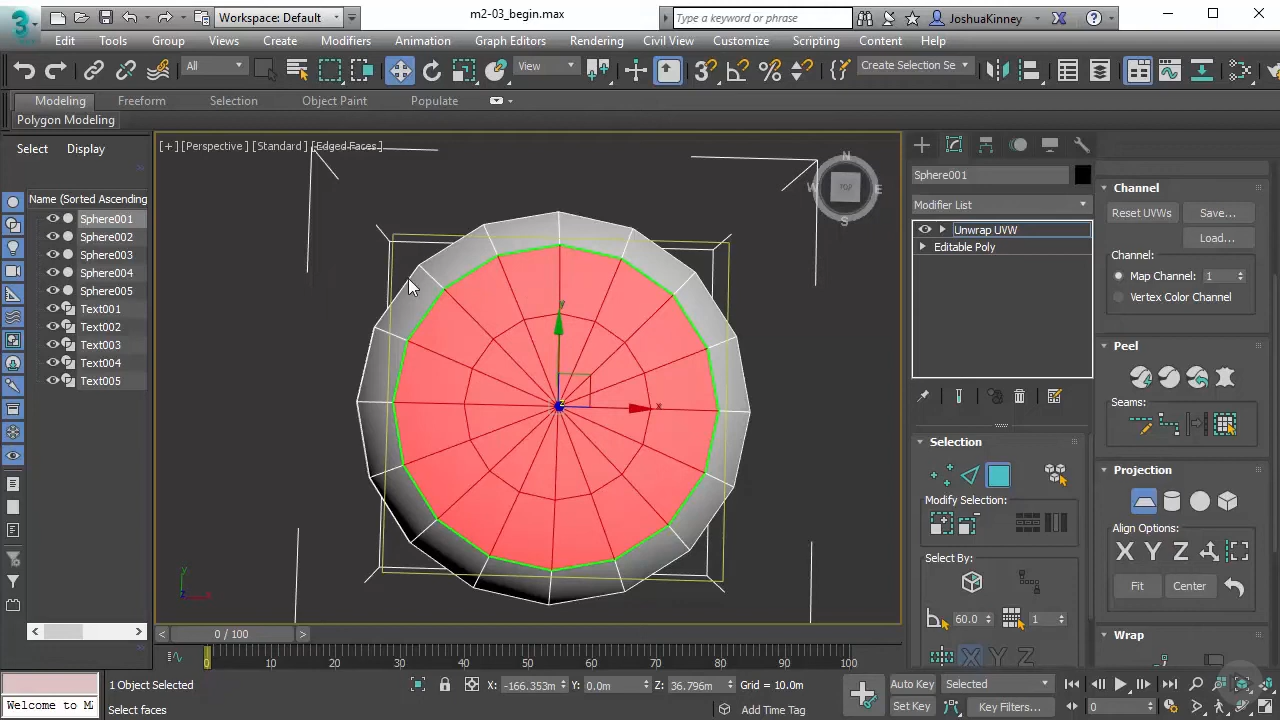 3
Workspace: Default
m2-03_begin.max
Type a keyword or phrase
JoshuaKinney
Edit
Tools
Group
Views
Create
Modifiers
Animation
Graph Editors
Rendering
Civil View
Customize
Scripting
Content
Help
All
View
Create Selection Se
Modeling
Freeform
Selection
Object Paint
Populate
Polygon Modeling
Select
Display
Name (Sorted Ascending
Sphere001
Sphere002
Sphere003
Sphere004
Sphere005
Text001
Text002
Text003
Text004
Text005
[+] [Perspective ] [Standard ] [Edged Faces ]
N
W
TOP
E
S
y
x
z
y
x
z
Sphere001
Modifier List
Unwrap UVW
Editable Poly
Selection
Modify Selection:
Select By:
60.0
1
X Y Z
Channel
Reset UVWs
Save...
Load...
Channel:
Map Channel: 1
Vertex Color Channel
Peel
Seams:
Projection
Align Options:
X Y Z
Fit
Center
Wrap
< 0 / 100 >
0 10 20 30 40 50 60 70 80 90 100
1 Object Selected
X: -166.353m
Y: 0.0m
Z: 36.796m
Grid = 10.0m
Auto Key
Selected
Welcome to Ma
Select faces
Add Time Tag
Set Key
Key Filters...
0